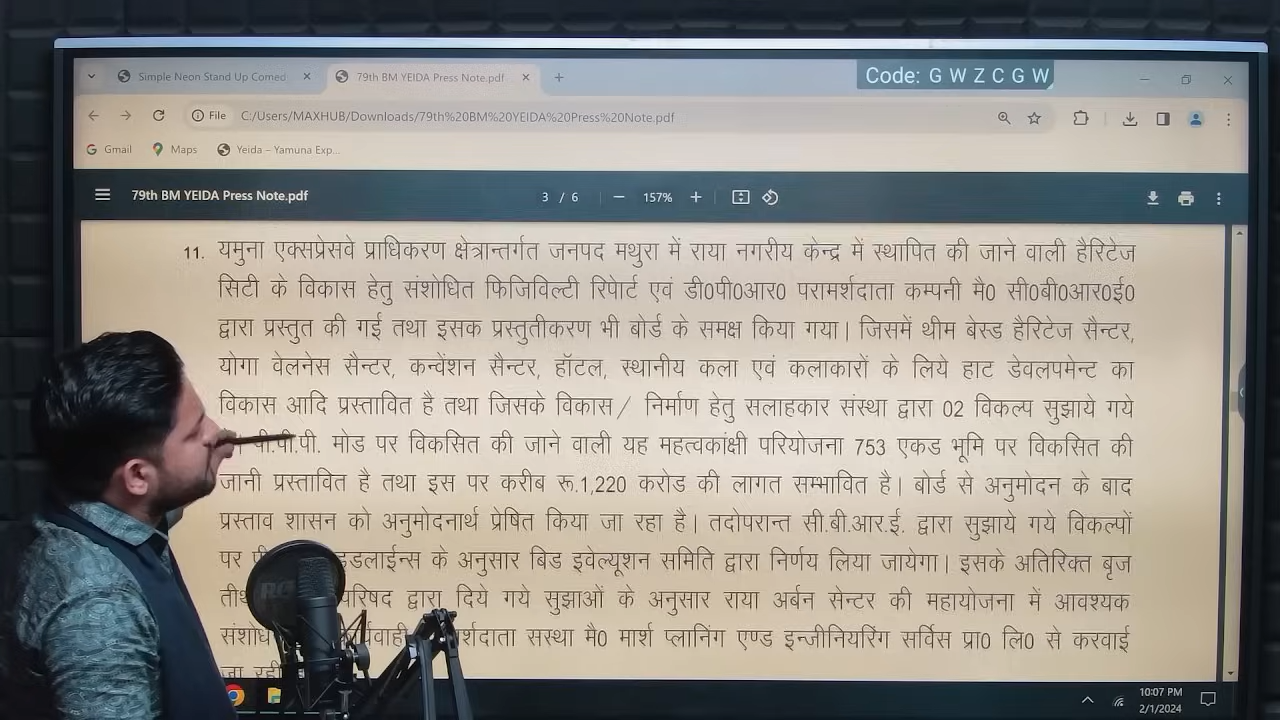 Simple Neon Stand Up Comed
79th BM YEIDA Press Note.pdf
Code: G W Z C G W
File C:/Users/MAXHUB/Downloads/79th%20BM%20YEIDA%20Press%20Note.pdf
Gmail Maps Yeida – Yamuna Exp...
79th BM YEIDA Press Note.pdf 3 / 6 157%
11. यमुना एक्सप्रेसवे प्राधिकरण क्षेत्रान्तर्गत जनपद मथुरा में राया नगरीय केन्द्र में स्थापित की जाने वाली हैरिटेज
सिटी के विकास हेतु संशोधित फिजिविल्टी रिपेार्ट एवं डी0पी0आर0 परामर्शदाता कम्पनी मै0 सी0बी0आर0ई0
द्वारा प्रस्तुत की गई तथा इसक प्रस्तुतीकरण भी बोर्ड के समक्ष किया गया। जिसमें थीम बेस्ड हैरिटेज सैन्टर,
योगा वेलनेस सैन्टर, कन्वेंशन सैन्टर, हॉटल, स्थानीय कला एवं कलाकारों के लिये हाट डेवलपमेन्ट का
विकास आदि प्रस्तावित है तथा जिसके विकास/ निर्माण हेतु सलाहकार संस्था द्वारा 02 विकल्प सुझाये गये
पी.पी.पी. मोड पर विकसित की जाने वाली यह महत्वकांक्षी परियोजना 753 एकड भूमि पर विकसित की
जानी प्रस्तावित है तथा इस पर करीब रू.1,220 करोड की लागत सम्भावित है। बोर्ड से अनुमोदन के बाद
प्रस्ताव शासन को अनुमोदनार्थ प्रेषित किया जा रहा है। तदोपरान्त सी.बी.आर.ई. द्वारा सुझाये गये विकल्पों
पर के अनुसार बिड इवेल्यूशन समिति द्वारा निर्णय लिया जायेगा। इसके अतिरिक्त बृज
द्वारा दिये गये सुझाओं के अनुसार राया अर्बन सेन्टर की महायोजना में आवश्यक
सस्था मै0 मार्श प्लानिंग एण्ड इन्जीनियरिंग सर्विस प्रा0 लि0 से करवाई
जा रही
10:07 PM
2/1/2024